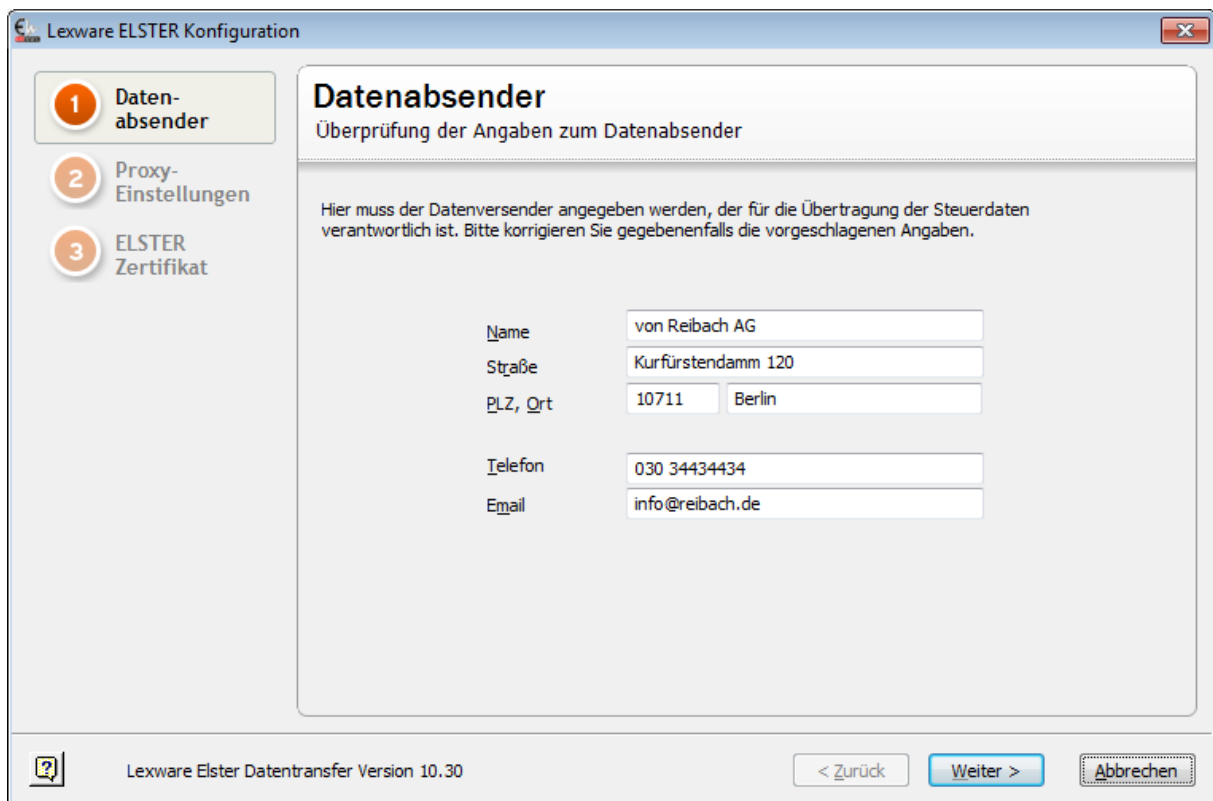 Lexware ELSTER Konfiguration
1
Daten-
absender
2
Proxy-
Einstellungen
3
ELSTER
Zertifikat
Datenabsender
Überprüfung der Angaben zum Datenabsender
Hier muss der Datenversender angegeben werden, der für die Übertragung der Steuerdaten
verantwortlich ist. Bitte korrigieren Sie gegebenenfalls die vorgeschlagenen Angaben.
Name von Reibach AG
Straße Kurfürstendamm 120
PLZ, Ort 10711 Berlin
Telefon 030 34434434
Email info@reibach.de
Lexware Elster Datentransfer Version 10.30
< Zurück Weiter > Abbrechen